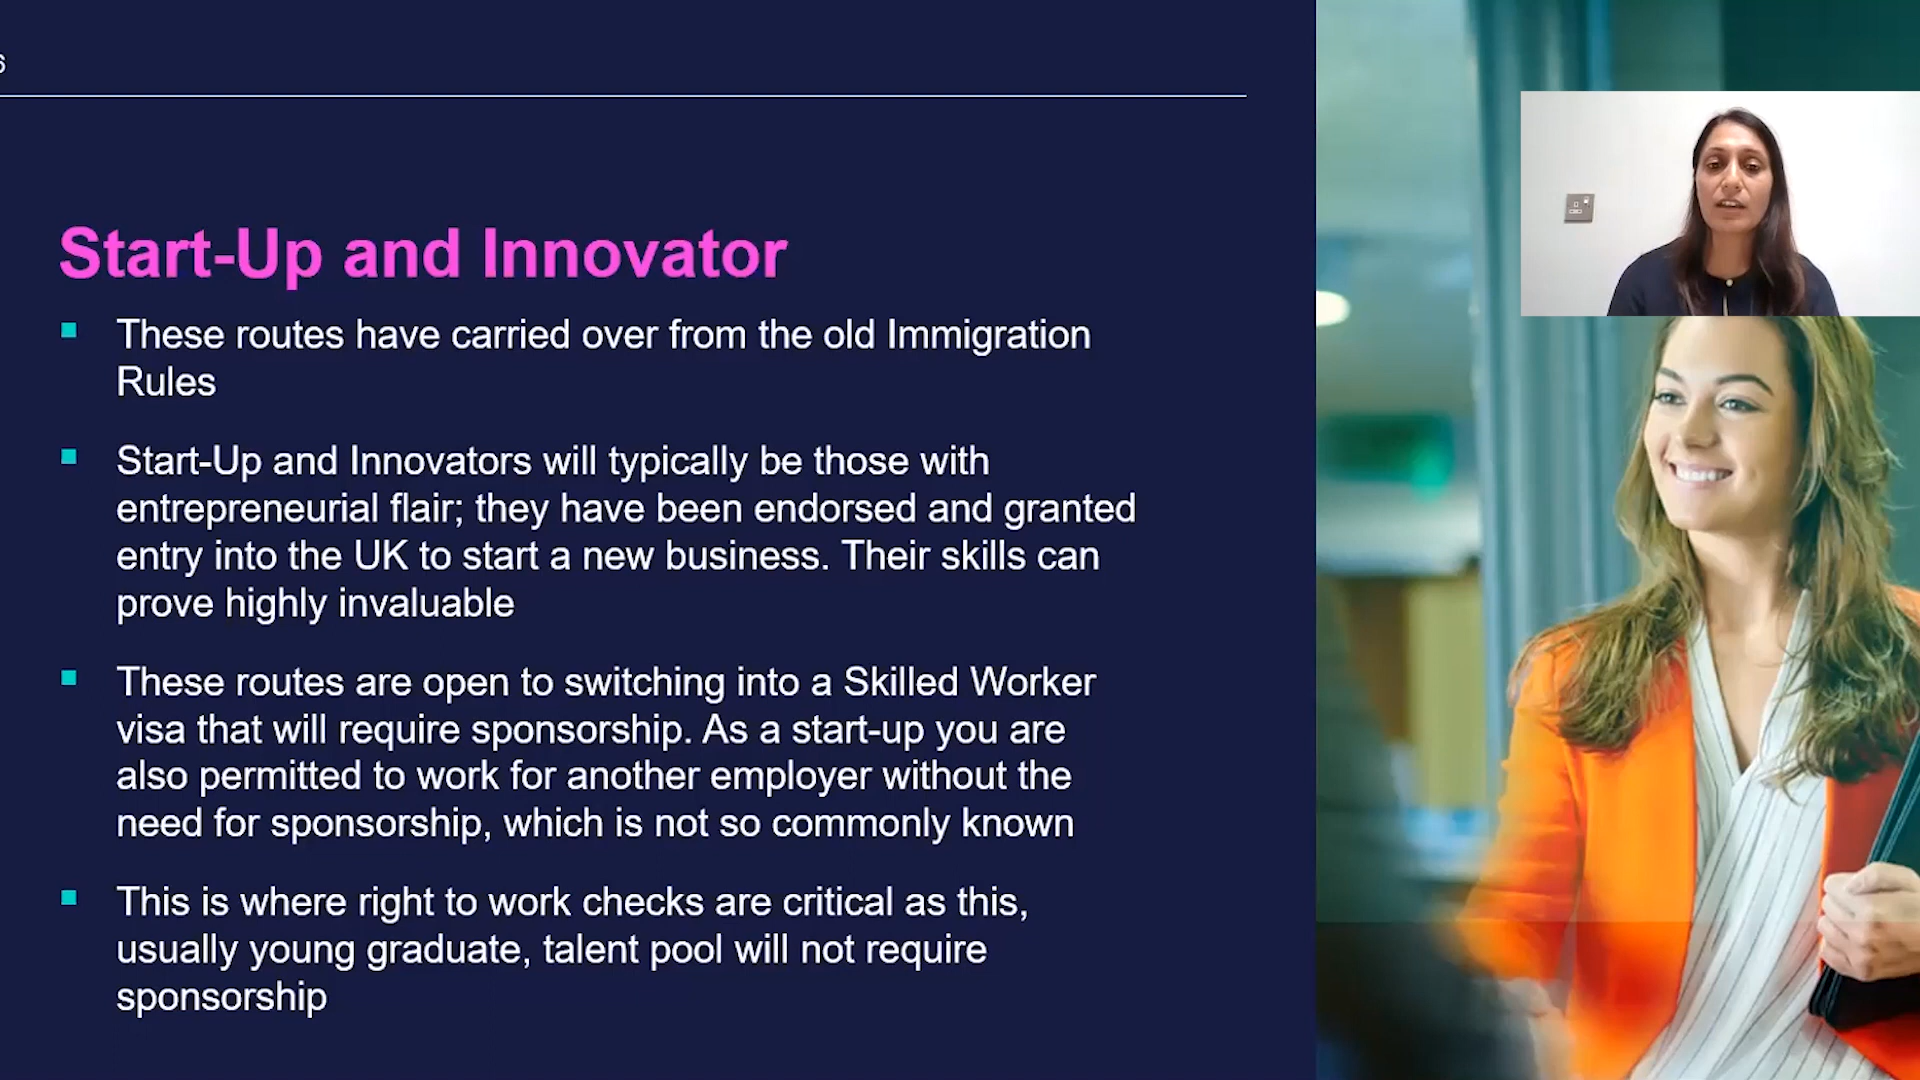 6
Start-Up and Innovator
These routes have carried over from the old Immigration
Rules
Start-Up and Innovators will typically be those with
entrepreneurial flair; they have been endorsed and granted
entry into the UK to start a new business. Their skills can
prove highly invaluable
These routes are open to switching into a Skilled Worker
visa that will require sponsorship. As a start-up you are
also permitted to work for another employer without the
need for sponsorship, which is not so commonly known
This is where right to work checks are critical as this,
usually young graduate, talent pool will not require
sponsorship